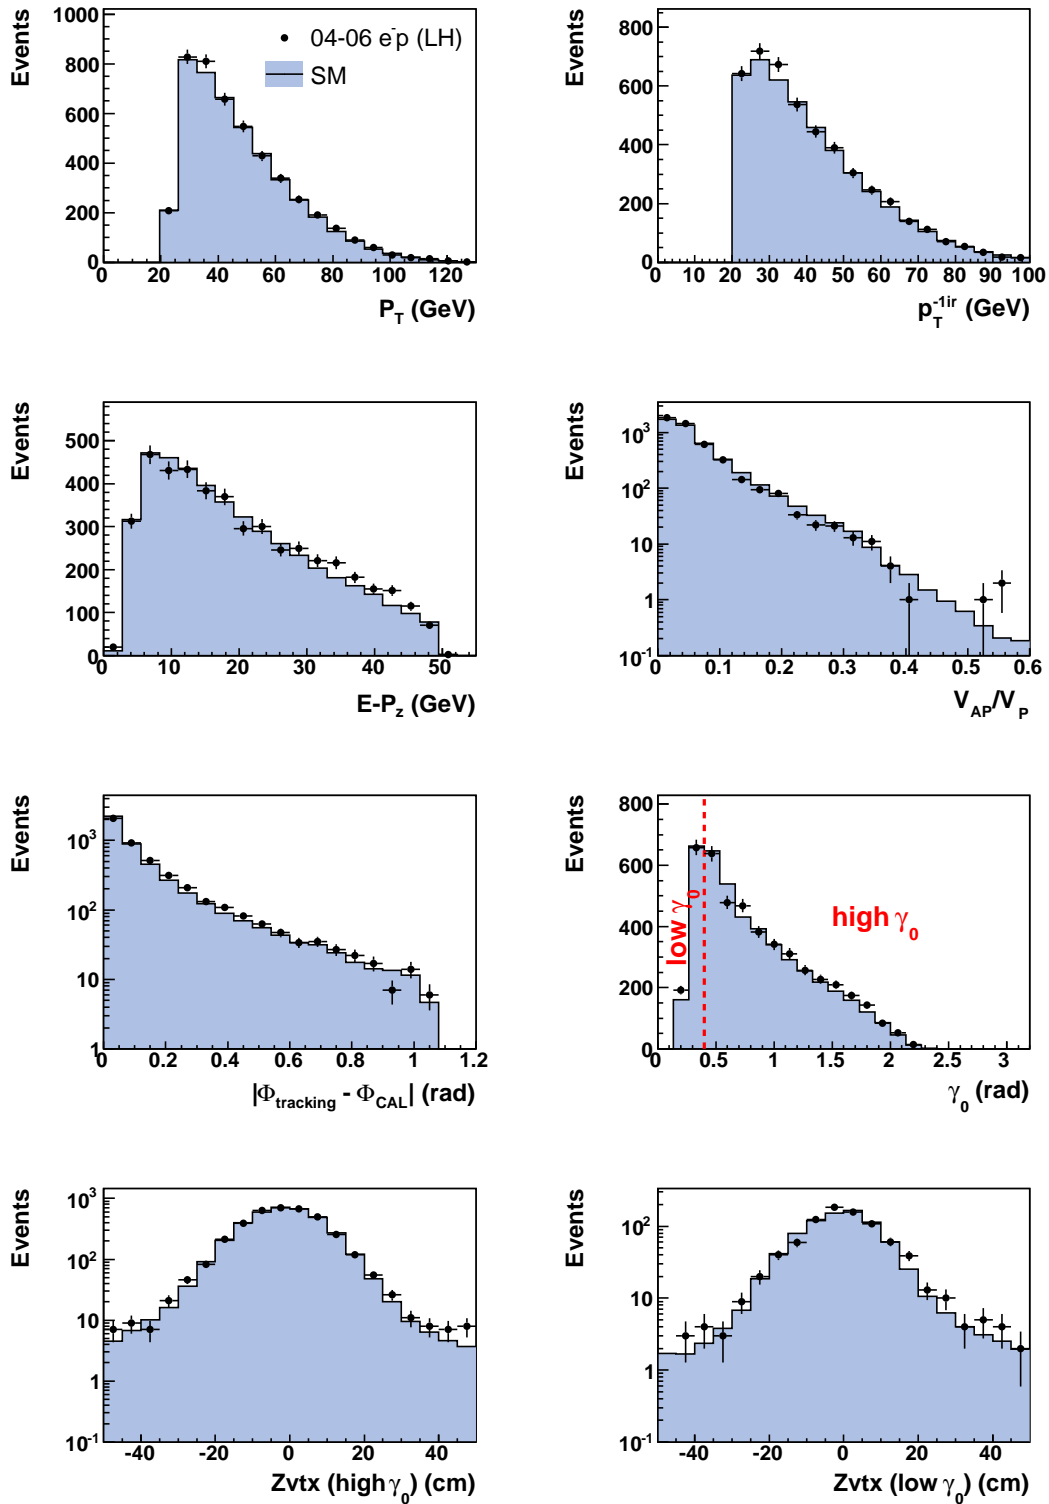 Events
1000
800
600
400
200
0
0 20 40 60 80 100 120
P_T (GeV)
04-06 e⁻p (LH)
SM
Events
800
600
400
200
0
0 10 20 30 40 50 60 70 80 90 100
p_T^-1ir (GeV)
Events
500
400
300
200
100
0
0 10 20 30 40 50
E-P_z (GeV)
Events
10³
10²
10
1
10⁻¹
0 0.1 0.2 0.3 0.4 0.5 0.6
V_AP/V_P
Events
10³
10²
10
1
0 0.2 0.4 0.6 0.8 1 1.2
|Φ_tracking - Φ_CAL| (rad)
Events
800
600
400
200
0
0 0.5 1 1.5 2 2.5 3
γ_0 (rad)
low γ_0
high γ_0
Events
10³
10²
10
1
10⁻¹
-40 -20 0 20 40
Zvtx (high γ_0) (cm)
Events
10²
10
1
10⁻¹
-40 -20 0 20 40
Zvtx (low γ_0) (cm)